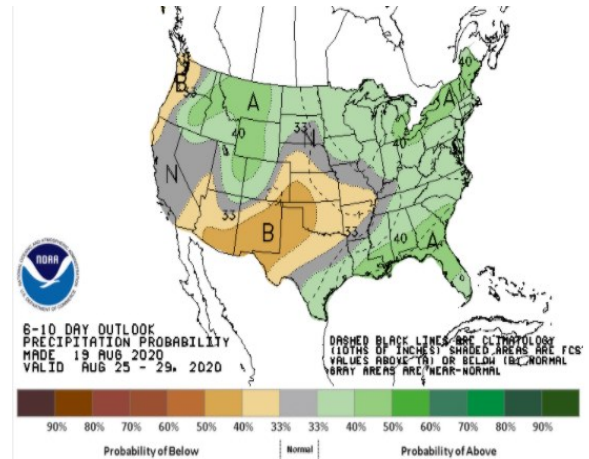 40
B
33
A
A
33
N
40
40
N
33
B
33
40
A
NOAA
6-10 DAY OUTLOOK
PRECIPITATION PROBABILITY
MADE 19 AUG 2020
VALID AUG 25 - 29, 2020
DASHED BLACK LINES ARE CLIMATOLOGY
(10THS OF INCHES) SHADED AREAS ARE FCST
VALUES ABOVE (A) OR BELOW (B) NORMAL
GRAY AREAS ARE NEAR-NORMAL
90% 80% 70% 60% 50% 40% 33% 33% 40% 50% 60% 70% 80% 90%
Probability of Below Normal Probability of Above